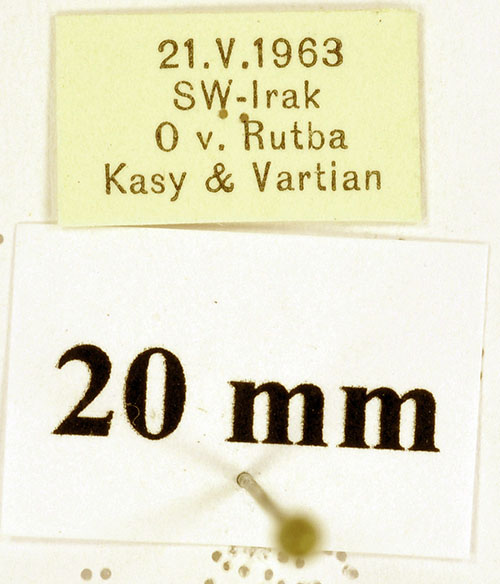 21.V.1963
SW-Irak
O v. Rutba
Kasy & Vartian
20 mm